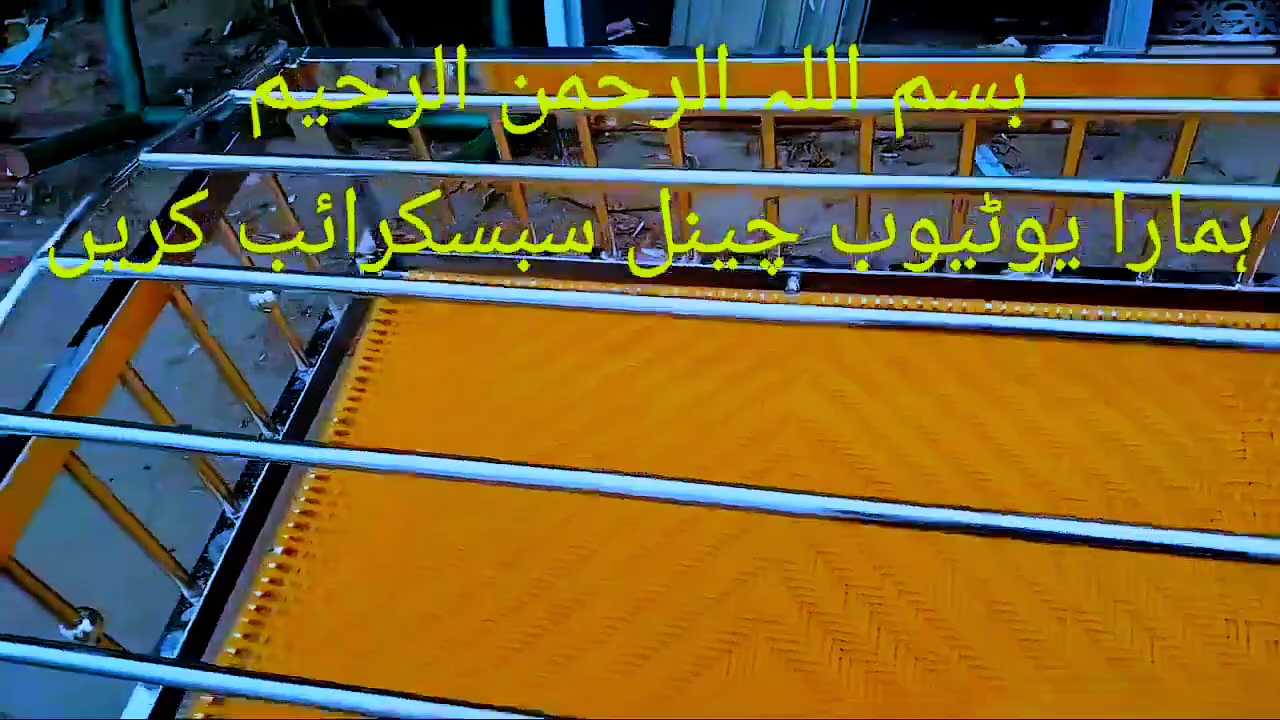 بسم اللہ الرحمن الرحیم
ہمارا یوٹیوب چینل سبسکرائب کریں